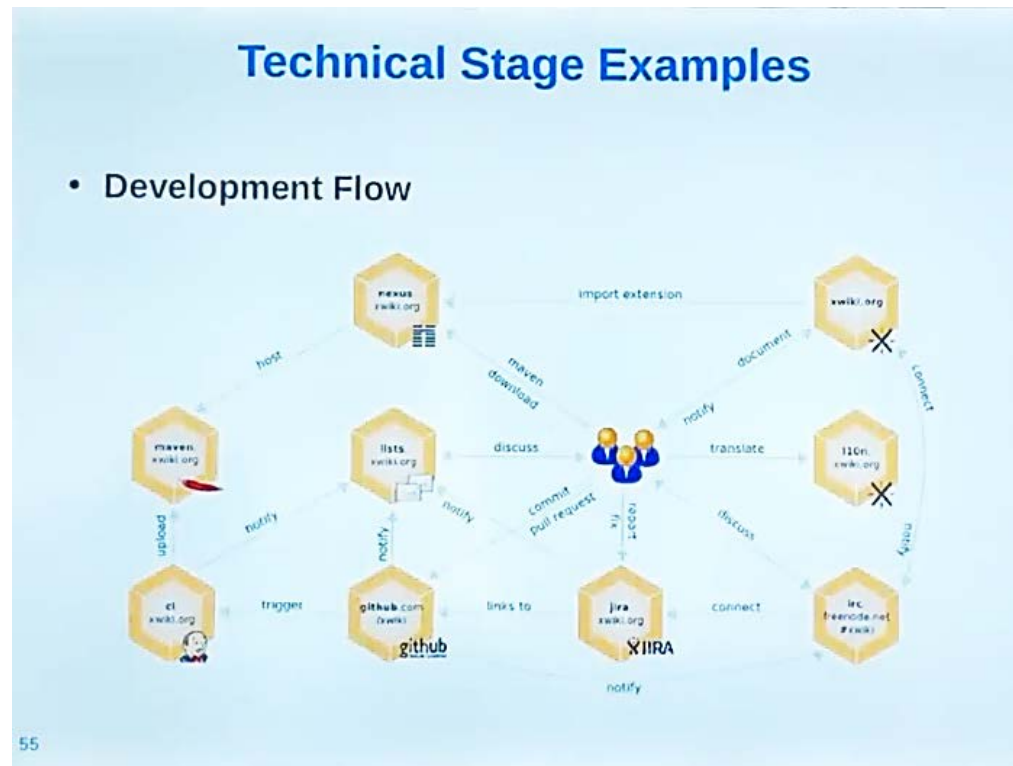 Technical Stage Examples
• Development Flow
nexus
xwiki.org
import extension
xwiki.org
host
maven
download
document
notify
connect
maven.
xwiki.org
lists
xwiki.org
discuss
translate
l10n.
xwiki.org
upload
notify
notify
notify
commit
pull request
fix
report
discuss
notify
ci
xwiki.org
trigger
github.com
/xwiki
github
links to
jira
xwiki.org
JIRA
connect
irc.
freenode.net
#xwiki
notify
55